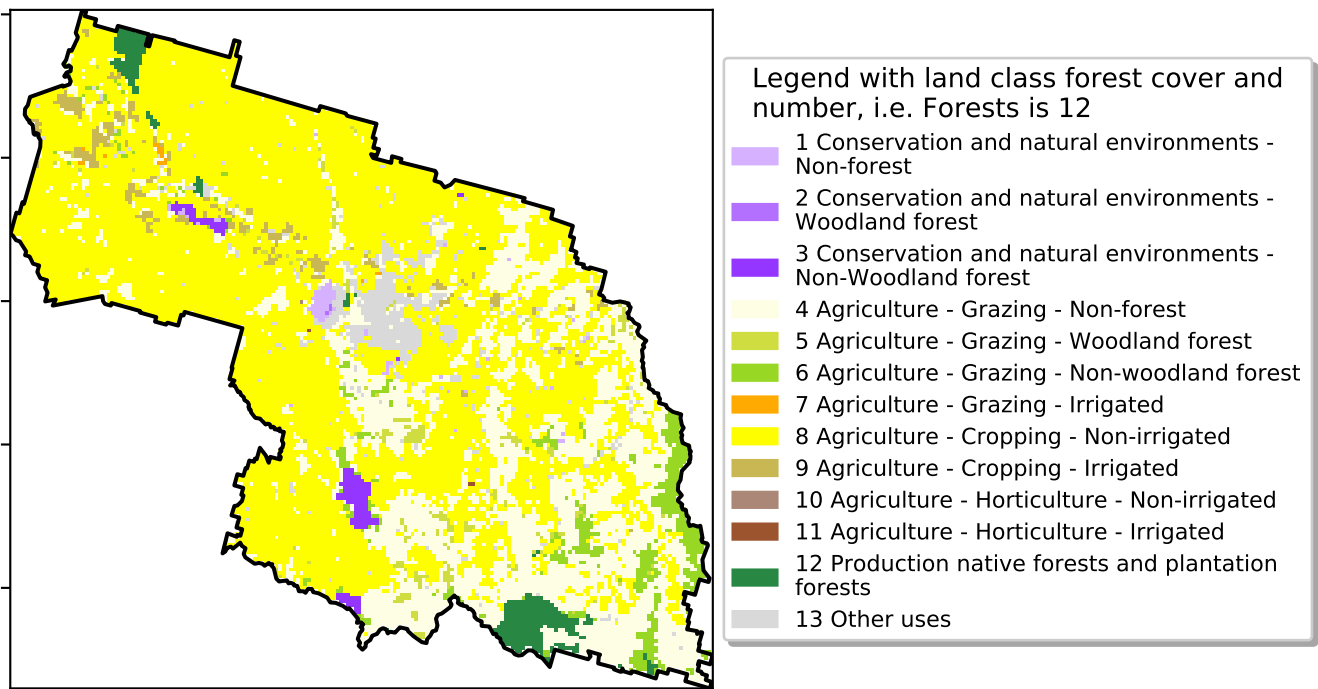 Legend with land class forest cover and
number, i.e. Forests is 12
1 Conservation and natural environments -
Non-forest
2 Conservation and natural environments -
Woodland forest
3 Conservation and natural environments -
Non-Woodland forest
4 Agriculture - Grazing - Non-forest
5 Agriculture - Grazing - Woodland forest
6 Agriculture - Grazing - Non-woodland forest
7 Agriculture - Grazing - Irrigated
8 Agriculture - Cropping - Non-irrigated
9 Agriculture - Cropping - Irrigated
10 Agriculture - Horticulture - Non-irrigated
11 Agriculture - Horticulture - Irrigated
12 Production native forests and plantation
forests
13 Other uses